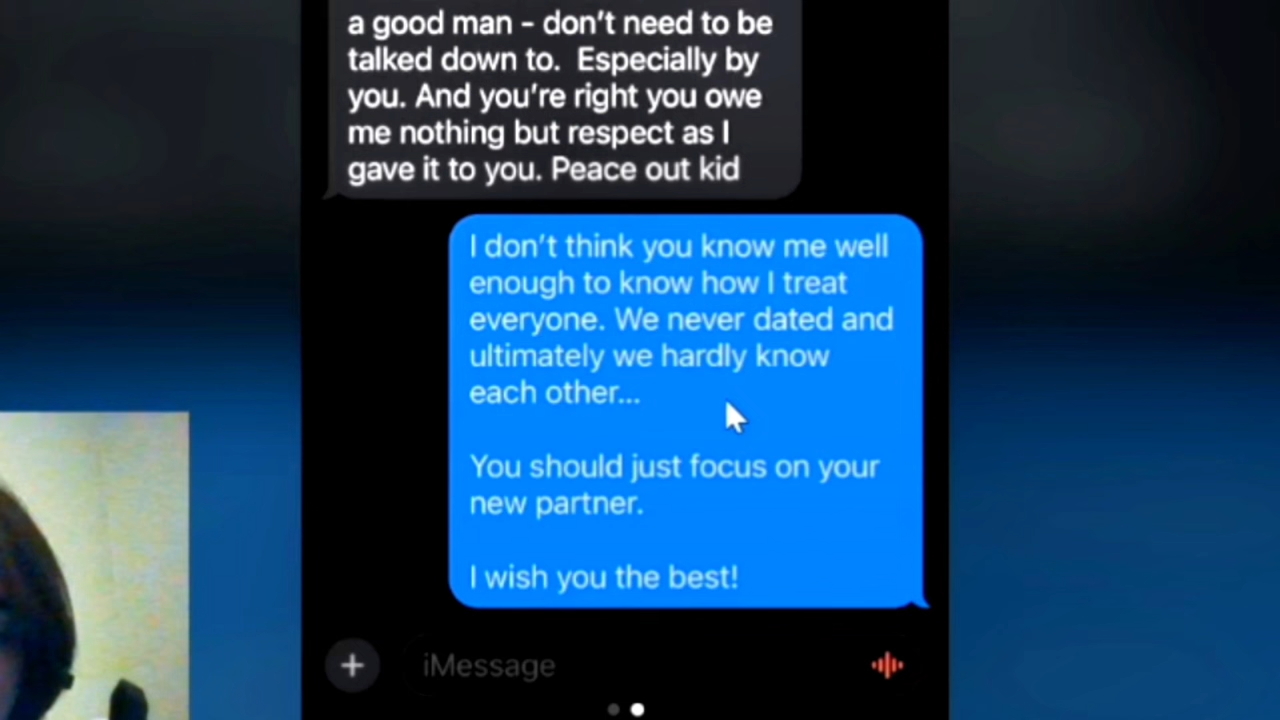 a good man - don't need to be
talked down to.  Especially by
you. And you're right you owe
me nothing but respect as I
gave it to you. Peace out kid
I don't think you know me well
enough to know how I treat
everyone. We never dated and
ultimately we hardly know
each other...
You should just focus on your
new partner.
I wish you the best!
iMessage